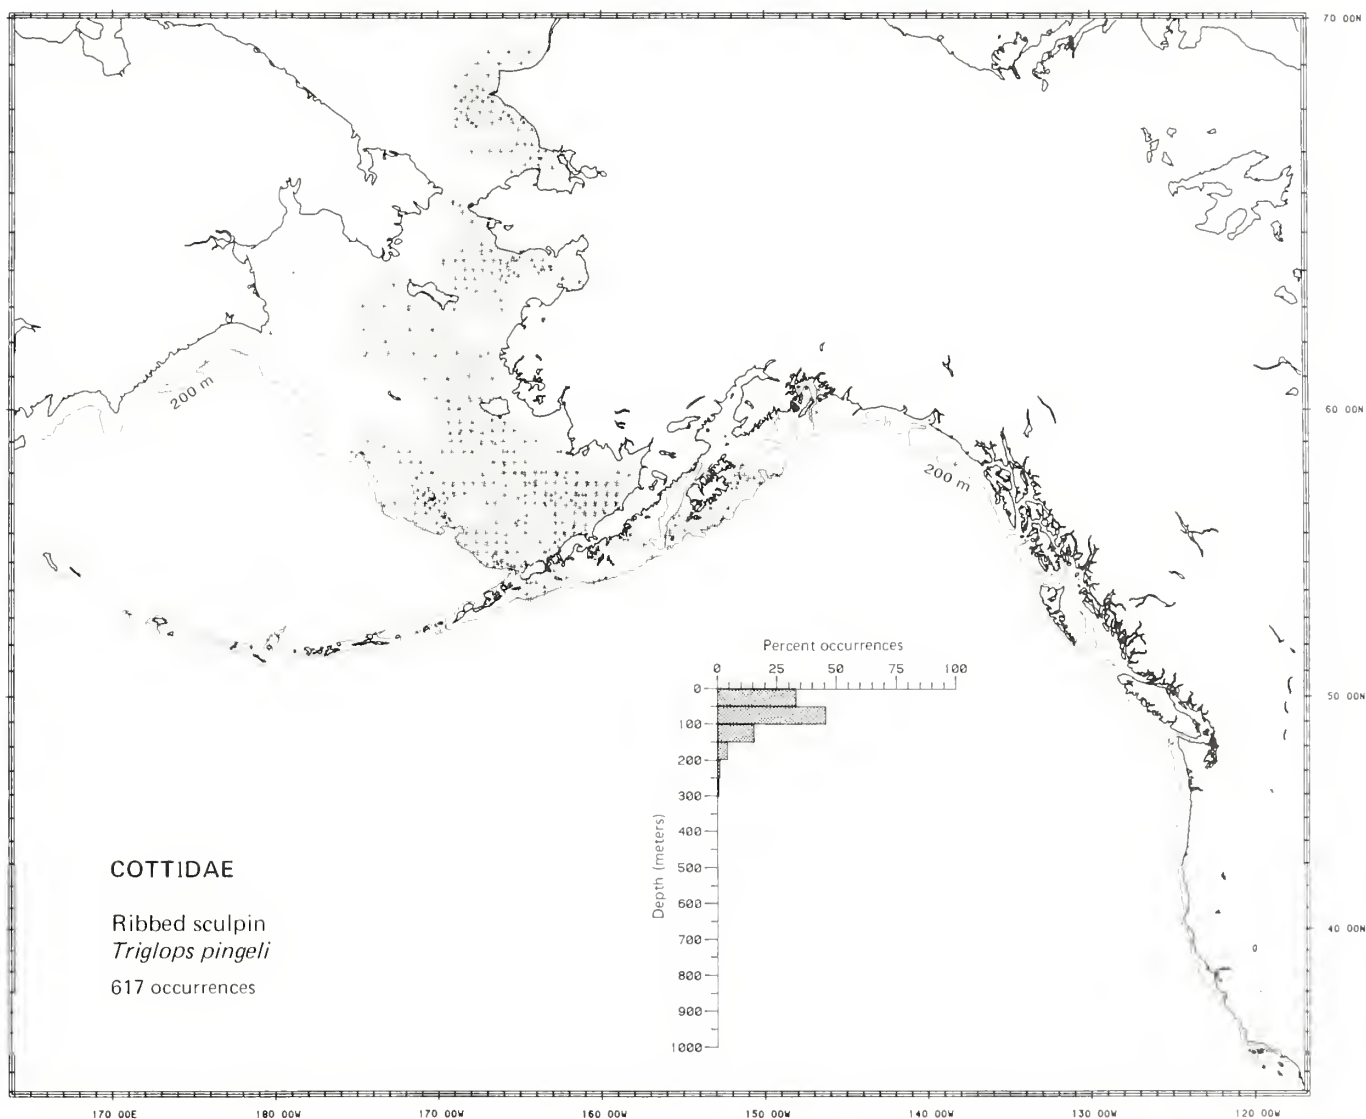 70 00N
200 m
60 00N
200 m
Percent occurrences
0 25 50 75 100
0
100
200
300
400
500
600
700
800
900
1000
Depth (meters)
50 00N
40 00N
COTTIDAE
Ribbed sculpin
Triglops pingeli
617 occurrences
170 00E 180 00W 170 00W 160 00W 150 00W 140 00W 130 00W 120 00W